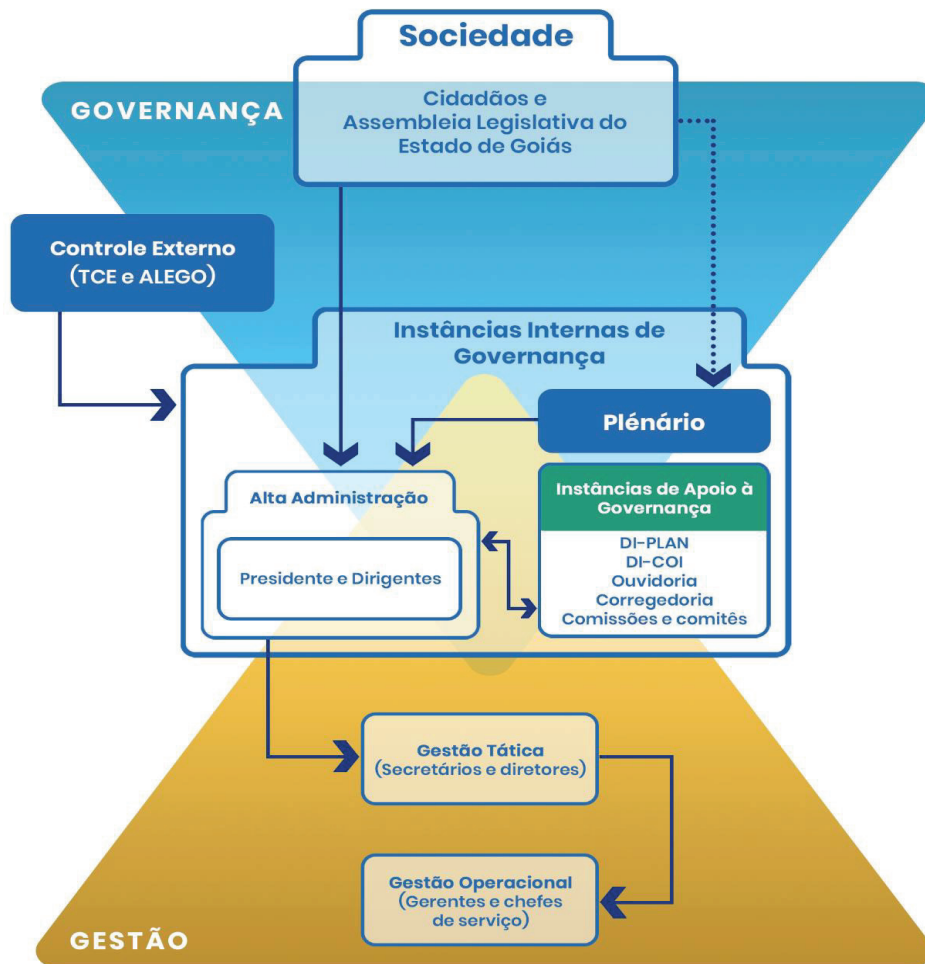 Sociedade
GOVERNANÇA
Cidadãos e
Assembleia Legislativa do
Estado de Goiás
Controle Externo
(TCE e ALEGO)
Instâncias Internas de
Governança
Plénário
Alta Administração
Presidente e Dirigentes
Instâncias de Apoio à
Governança
DI-PLAN
DI-COI
Ouvidoria
Corregedoria
Comissões e comitês
Gestão Tática
(Secretários e diretores)
Gestão Operacional
(Gerentes e chefes
de serviço)
GESTÃO